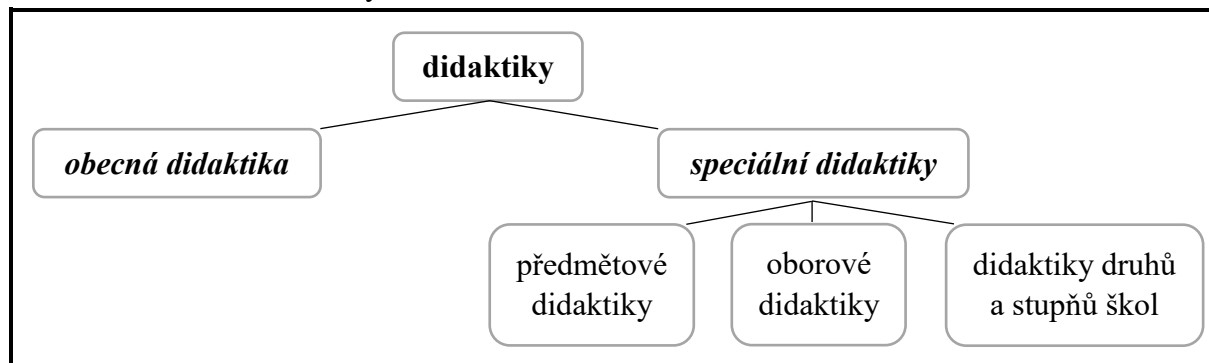 didaktiky
obecná didaktika
speciální didaktiky
předmětové
didaktiky
oborové
didaktiky
didaktiky druhů
a stupňů škol